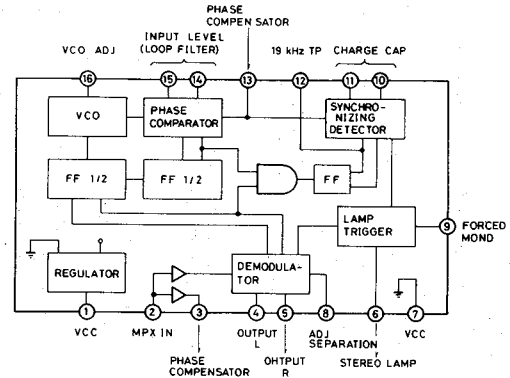 PHASE
COMPEN SATOR
INPUT LEVEL
(LOOP FILTER)
VCO ADJ
19 kHz TP
CHARGE CAP
16
15
14
13
12
11
10
VCO
PHASE
COMPARATOR
SYNCHRO-
NIZING
DETECTOR
FF 1/2
FF 1/2
FF
LAMP
TRIGGER
9
FORCED
MOND
REGULATOR
DEMODULA-
TOR
1
2
3
4
5
8
6
7
VCC
MPX IN
OUTPUT
L
ADJ
SEPARATION
VCC
PHASE
COMPENSATOR
OHTPUT
R
STEREO LAMP